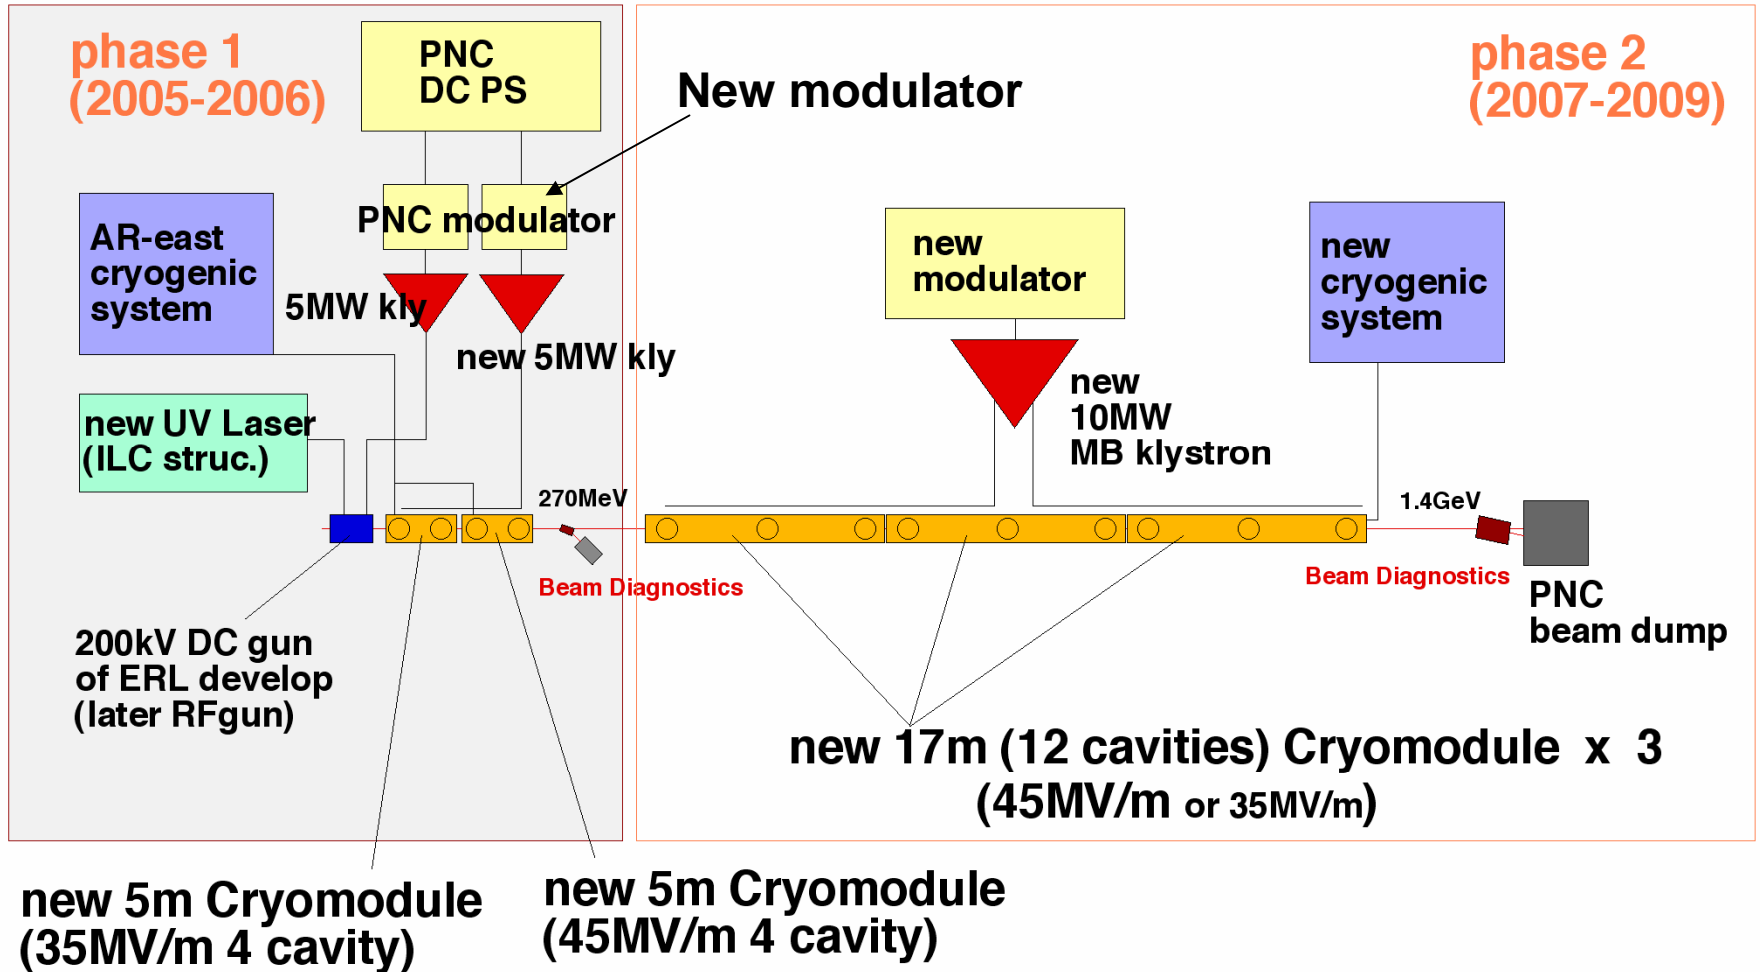 phase 1
(2005-2006)
PNC
DC PS
New modulator
phase 2
(2007-2009)
AR-east
cryogenic
system
PNC modulator
5MW kly
new 5MW kly
new
modulator
new
cryogenic
system
new
10MW
MB klystron
new UV Laser
(ILC struc.)
270MeV
1.4GeV
Beam Diagnostics
Beam Diagnostics
PNC
beam dump
200kV DC gun
of ERL develop
(later RFgun)
new 17m (12 cavities) Cryomodule x 3
(45MV/m or 35MV/m)
new 5m Cryomodule
(35MV/m 4 cavity)
new 5m Cryomodule
(45MV/m 4 cavity)